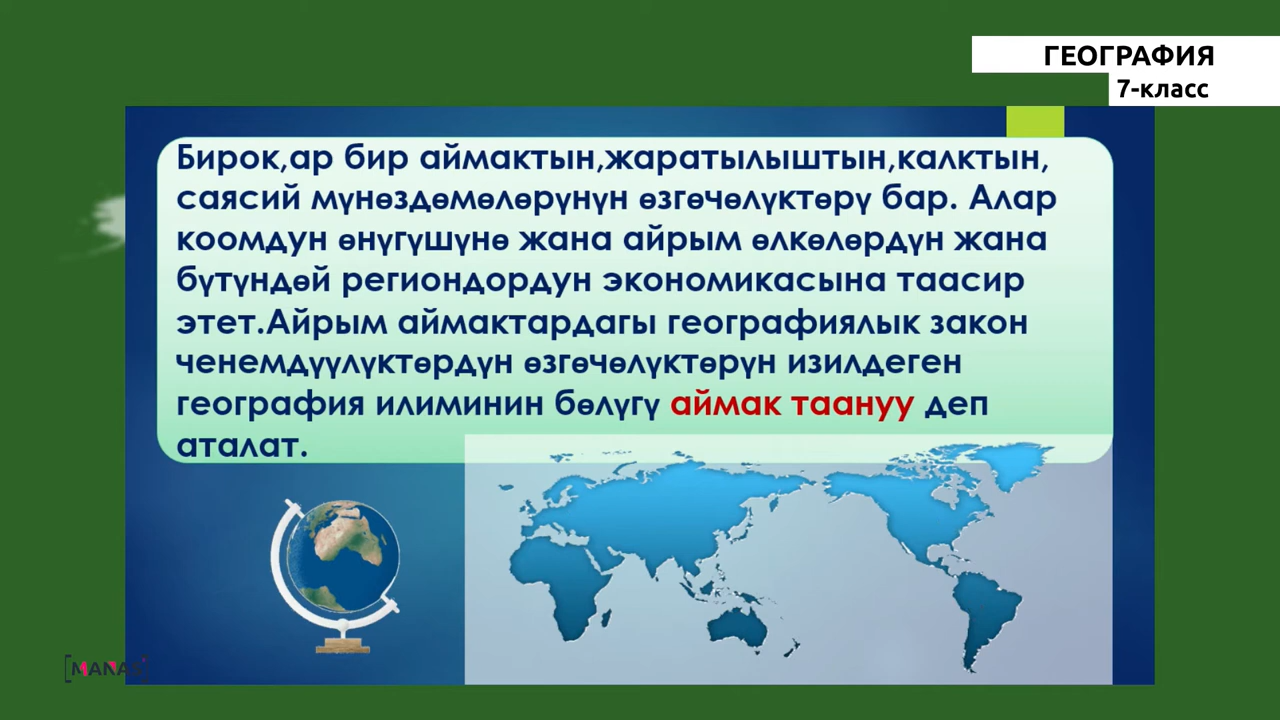 ГЕОГРАФИЯ
7-класс
Бирок,ар бир аймактын,жаратылыштын,калктын,
саясий мүнөздөмөлөрүнүн өзгөчөлүктөрү бар. Алар
коомдун өнүгүшүнө жана айрым өлкөлөрдүн жана
бүтүндөй региондордун экономикасына таасир
этет.Айрым аймактардагы географиялык закон
ченемдүүлүктөрдүн өзгөчөлүктөрүн изилдеген
география илиминин бөлүгү аймак таануу деп
аталат.
MANAS